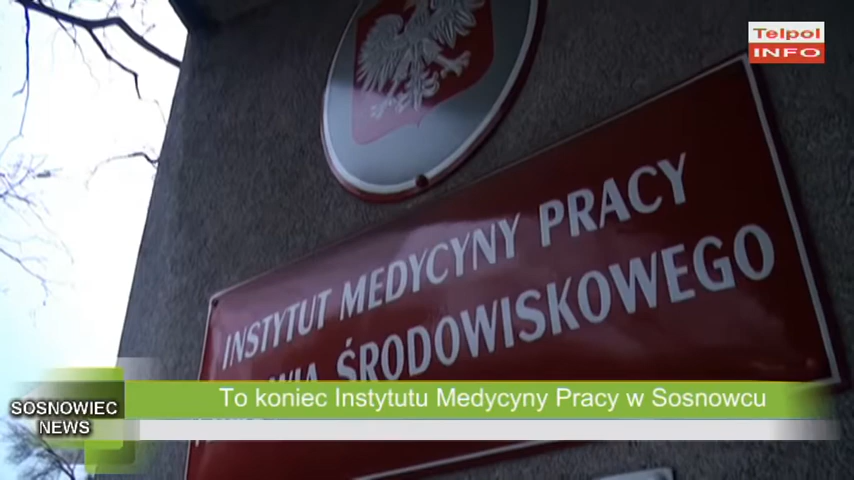 Telpol
INFO
INSTYTUT MEDYCYNY PRACY
ŚRODOWISKOWEGO
To koniec Instytutu Medycyny Pracy w Sosnowcu
SOSNOWIEC
NEWS